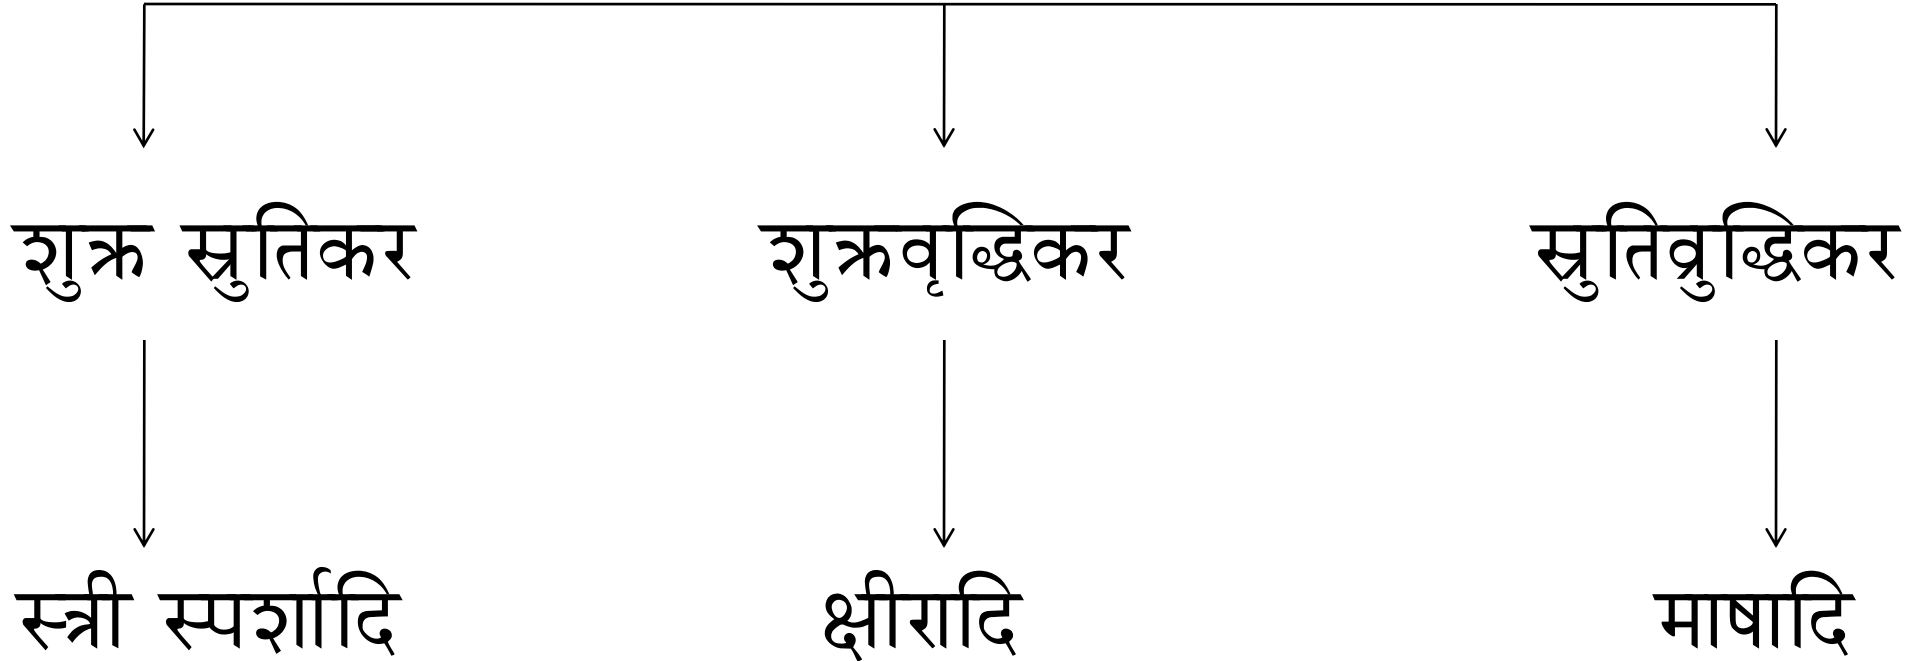 शुक्र स्रुतिकर शुक्रवृद्धिकर स्रुतिव्रुद्धिकर
स्त्री स्पर्शादि क्षीरादि माषादि